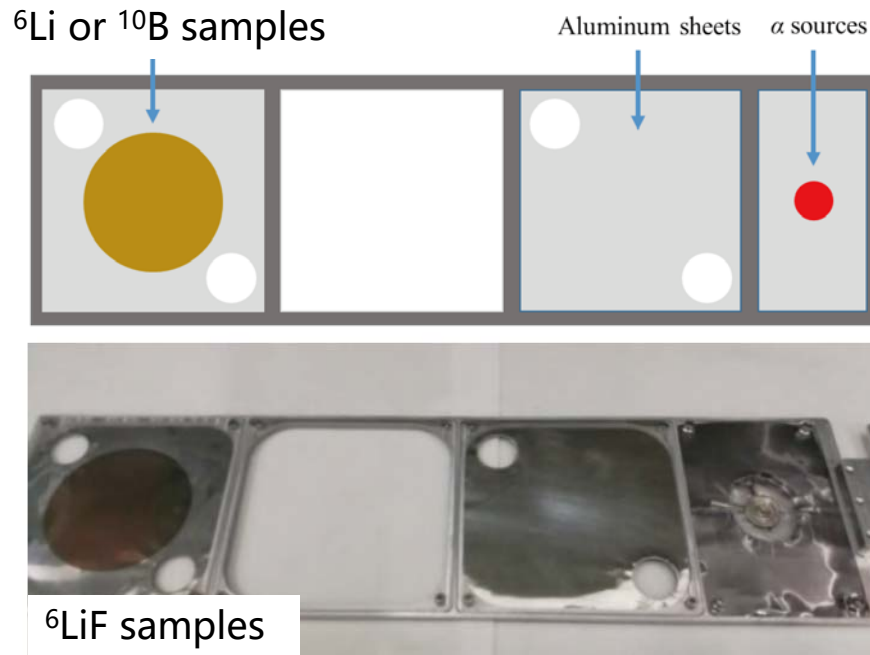 ⁶Li or ¹⁰B samples
Aluminum sheets α sources
⁶LiF samples